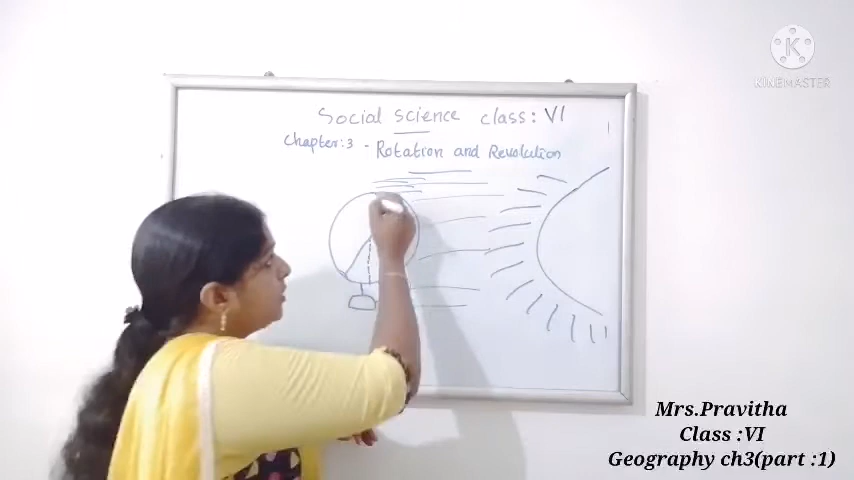 KINEMASTER
Social science class: VI
Chapter:3 - Rotation and Revolution
Mrs.Pravitha
Class :VI
Geography ch3(part :1)